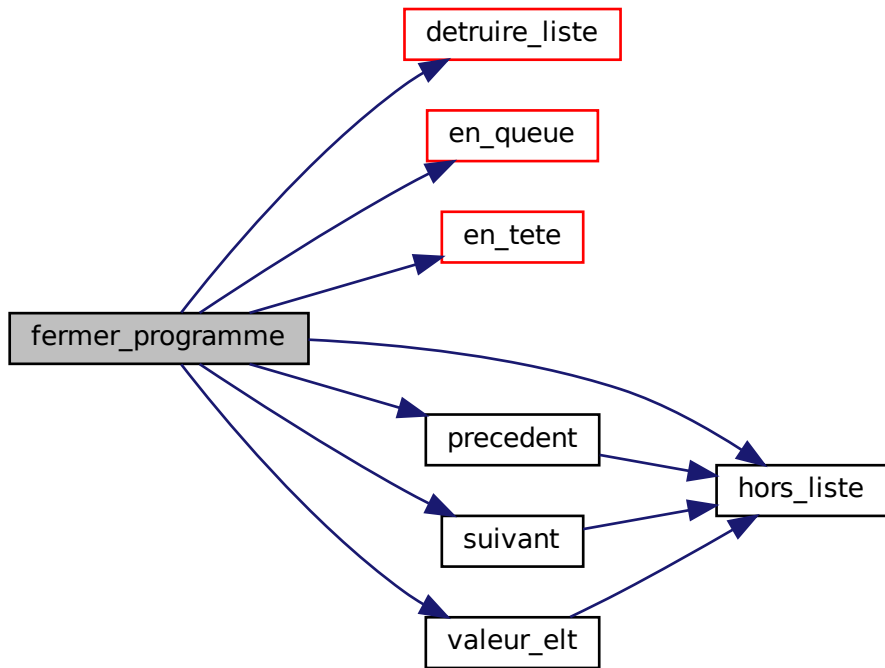 detruire_liste
en_queue
en_tete
fermer_programme
precedent
hors_liste
suivant
valeur_elt